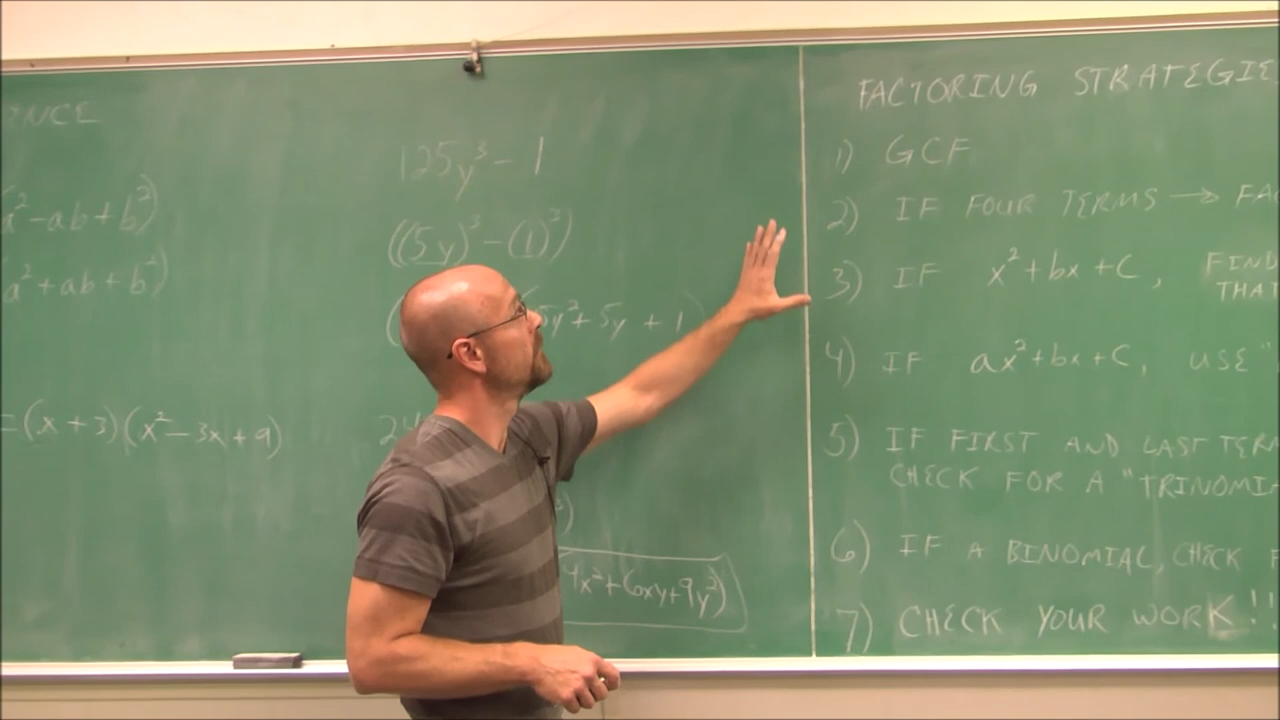 ENCE
a²-ab+b²)
a²+ab+b²)
=(x+3)(x²-3x+9)
125y³-1
((5y)³-(1)³)
5y²+5y+1)
24
4x²+6xy+9y²)
FACTORING STRATEGIE
1) GCF
2) IF FOUR TERMS → FA
3) IF x²+bx+C, FIND
THAT
4) IF ax²+bx+C, USE "
5) IF FIRST AND LAST TERM
CHECK FOR A "TRINOMI
6) IF A BINOMIAL, CHECK F
7) CHECK YOUR WORK!!